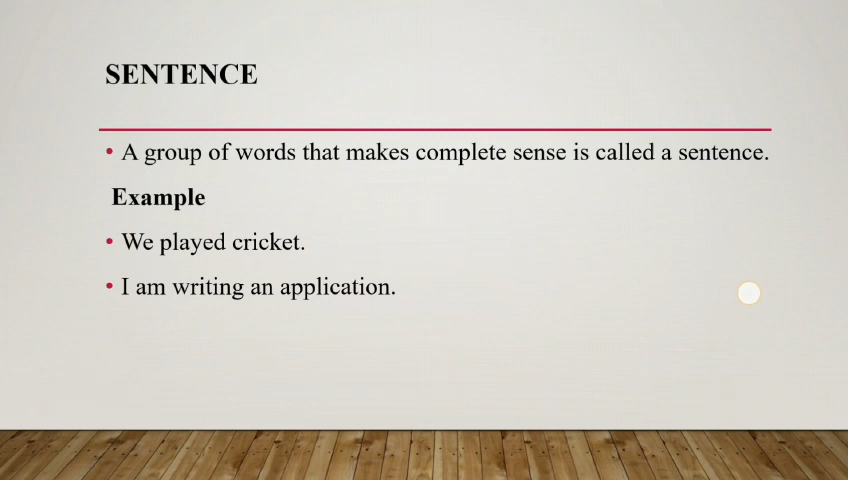 SENTENCE
• A group of words that makes complete sense is called a sentence.
Example
• We played cricket.
• I am writing an application.